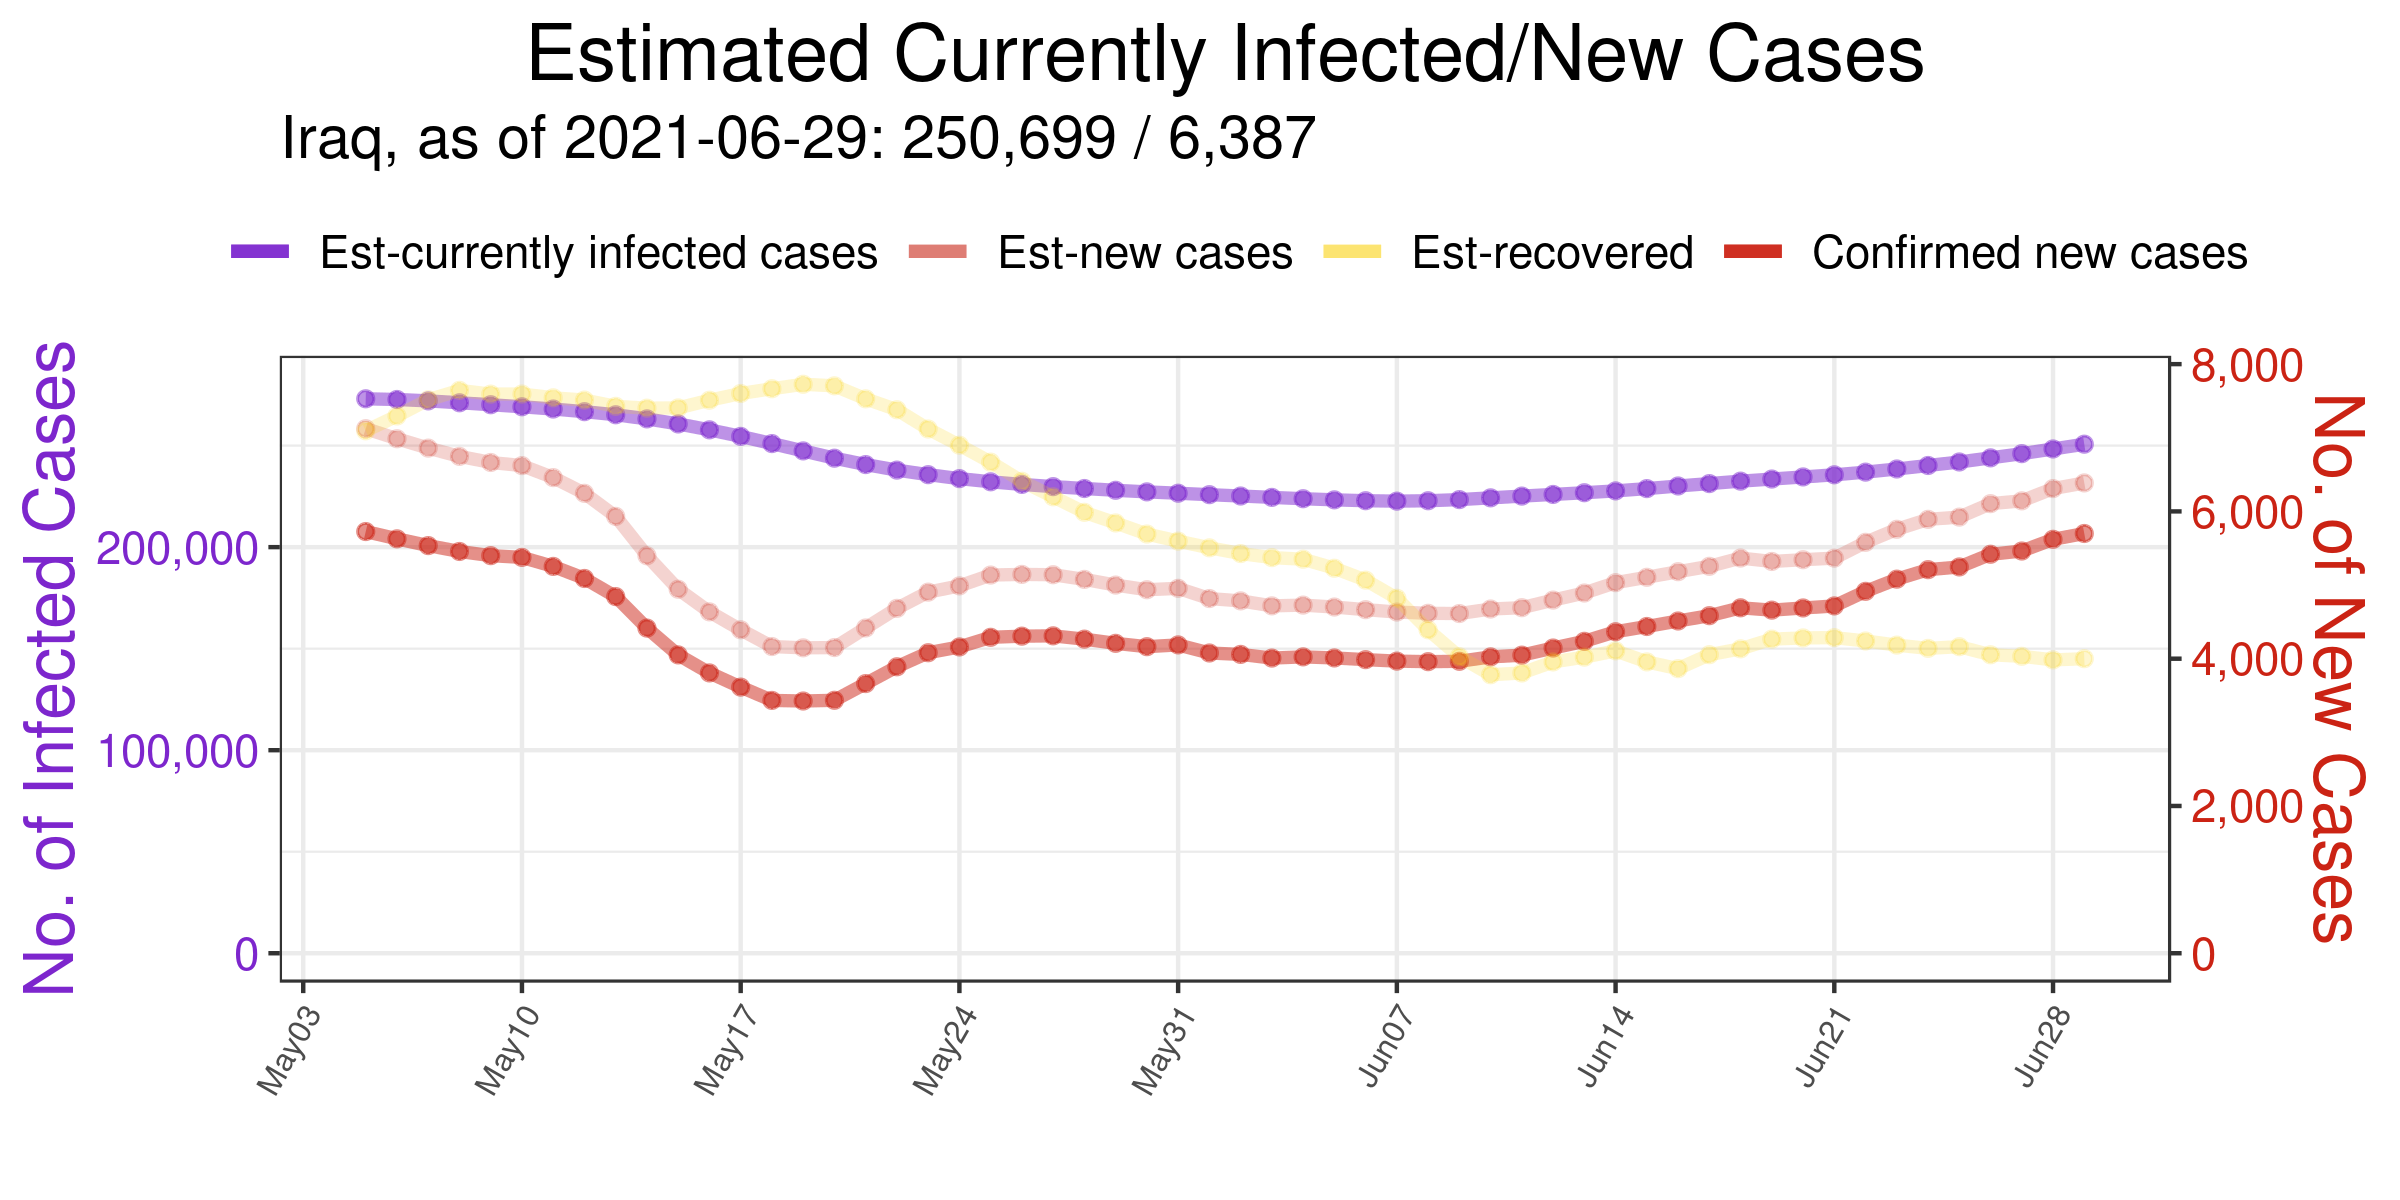 Estimated Currently Infected/New Cases
Iraq, as of 2021-06-29: 250,699 / 6,387
Est-currently infected cases Est-new cases Est-recovered Confirmed new cases
No. of Infected Cases
200,000
100,000
0
8,000
6,000
4,000
2,000
0
No. of New Cases
May03 May10 May17 May24 May31 Jun07 Jun14 Jun21 Jun28